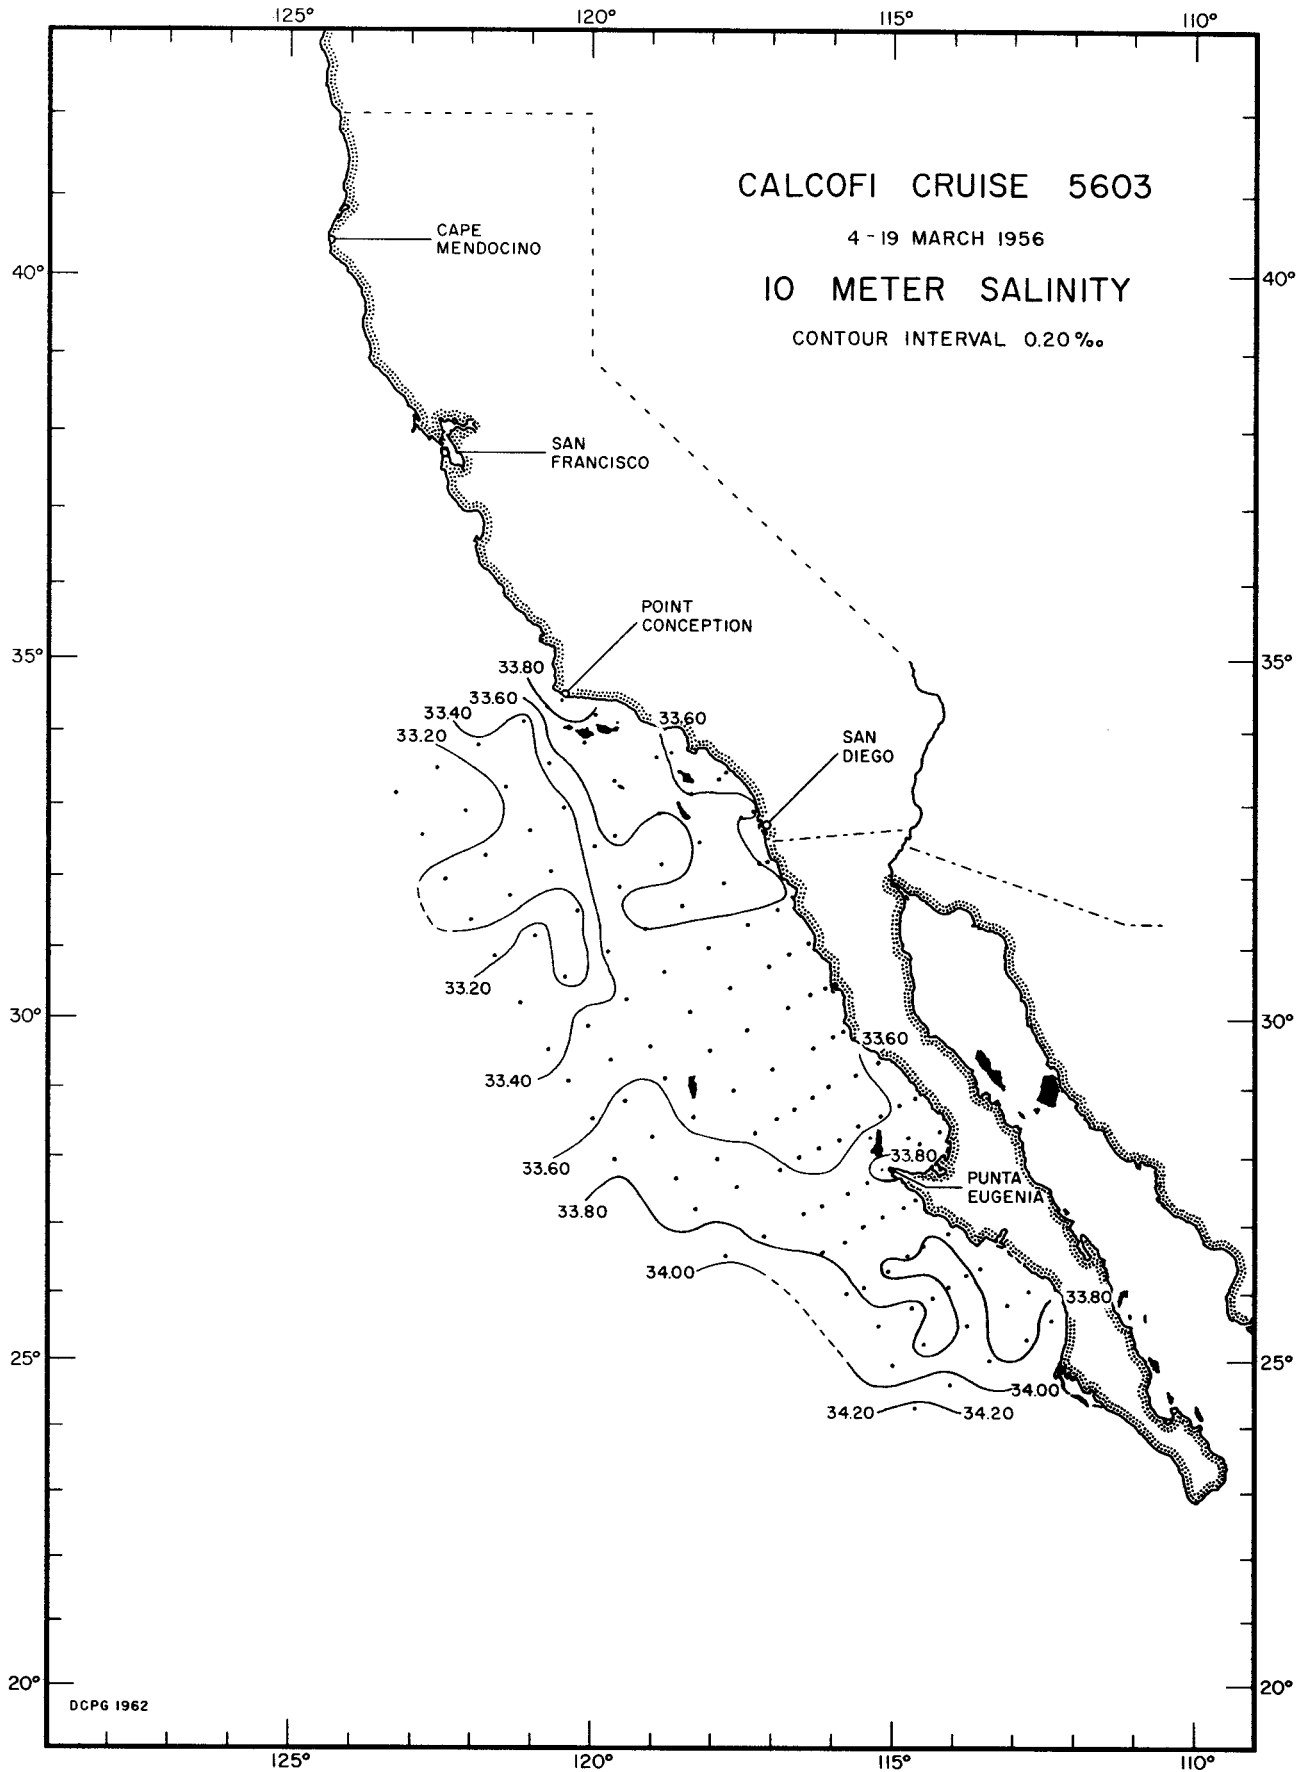 125° 120° 115° 110°
CALCOFI CRUISE 5603
4-19 MARCH 1956
10 METER SALINITY
CONTOUR INTERVAL 0.20‰
CAPE
MENDOCINO
40° 40°
SAN
FRANCISCO
POINT
CONCEPTION
35° 35°
33.80
33.60
33.40
33.20
33.60
SAN
DIEGO
33.20
30° 30°
33.60
33.40
33.60
33.80
PUNTA
EUGENIA
33.80
34.00
33.80
25° 25°
34.00
34.20 34.20
20° 20°
DCPG 1962
125° 120° 115° 110°